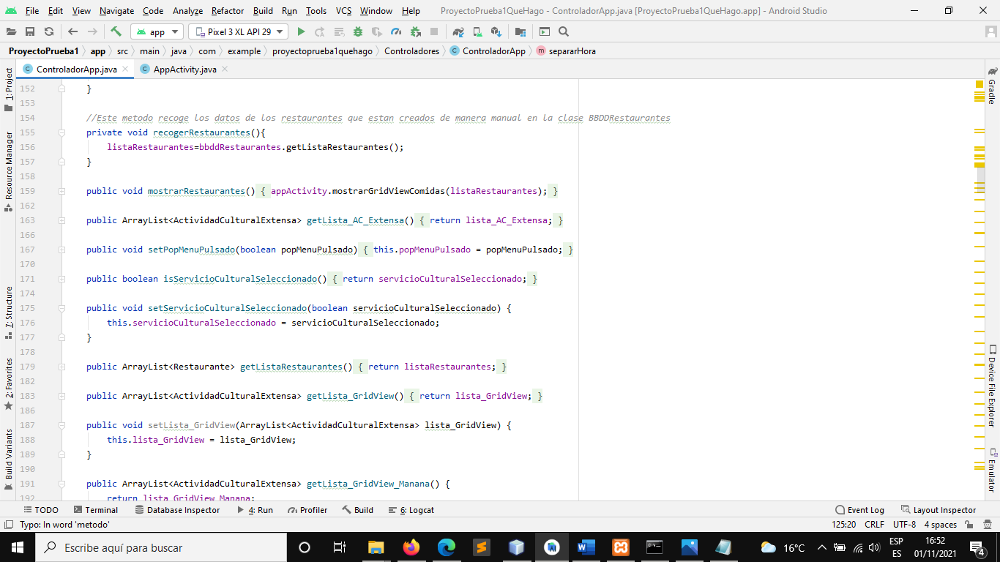 File Edit View Navigate Code Analyze Refactor Build Run Tools VCS Window Help ProyectoPrueba1QueHago - ControladorApp.java [ProyectoPrueba1QueHago.app] - Android Studio
app Pixel 3 XL API 29
ProyectoPrueba1 app src main java com example proyectoprueba1quehago Controladores C ControladorApp m separarHora
C ControladorApp.java C AppActivity.java
1: Project
Resource Manager
7: Structure
2: Favorites
Build Variants
152 }
153
154 //Este metodo recoge los datos de los restaurantes que estan creados de manera manual en la clase BBDDRestaurantes
155 private void recogerRestaurantes(){
156 listaRestaurantes=bbddRestaurantes.getListaRestaurantes();
157 }
158
159 public void mostrarRestaurantes() { appActivity.mostrarGridViewComidas(listaRestaurantes); }
162
163 public ArrayList<ActividadCulturalExtensa> getLista_AC_Extensa() { return lista_AC_Extensa; }
166
167 public void setPopMenuPulsado(boolean popMenuPulsado) { this.popMenuPulsado = popMenuPulsado; }
170
171 public boolean isServicioCulturalSeleccionado() { return servicioCulturalSeleccionado; }
174
175 public void setServicioCulturalSeleccionado(boolean servicioCulturalSeleccionado) {
176 this.servicioCulturalSeleccionado = servicioCulturalSeleccionado;
177 }
178
179 public ArrayList<Restaurante> getListaRestaurantes() { return listaRestaurantes; }
182
183 public ArrayList<ActividadCulturalExtensa> getLista_GridView() { return lista_GridView; }
186
187 public void setLista_GridView(ArrayList<ActividadCulturalExtensa> lista_GridView) {
188 this.lista_GridView = lista_GridView;
189 }
190
191 public ArrayList<ActividadCulturalExtensa> getLista_GridView_Manana() {
192 return lista_GridView_Manana;
Gradle
Device File Explorer
Emulator
TODO Terminal Database Inspector 4: Run Profiler Build 6: Logcat Event Log Layout Inspector
Typo: In word 'metodo' 125:20 CRLF UTF-8 4 spaces
Escribe aquí para buscar 16°C ESP 16:52
ES 01/11/2021 4